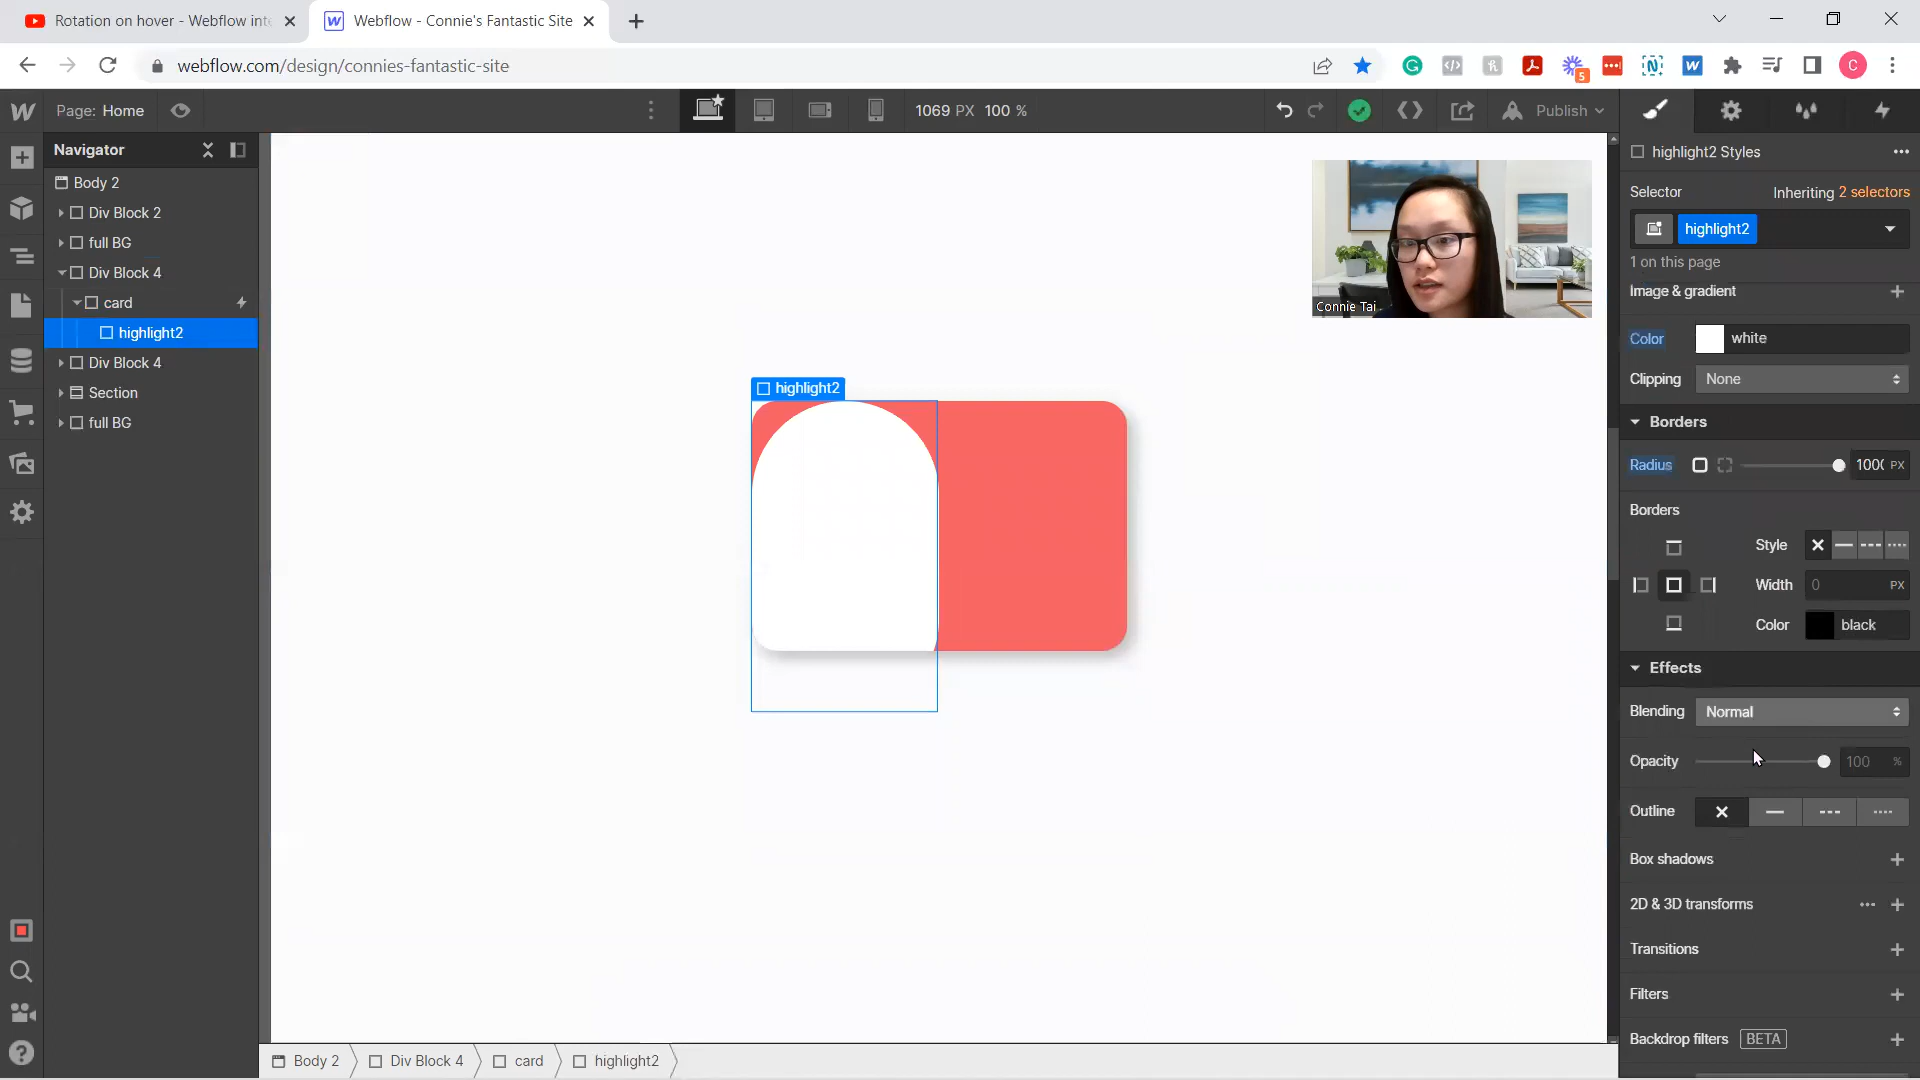 Rotation on hover - Webflow inte
Webflow - Connie's Fantastic Site
webflow.com/design/connies-fantastic-site
5
C
Page: Home
1069 PX 100 %
Publish
Navigator
Body 2
Div Block 2
full BG
Div Block 4
card
highlight2
Div Block 4
Section
full BG
highlight2
Connie Tai
highlight2 Styles
Selector
Inheriting 2 selectors
highlight2
1 on this page
Image & gradient
Color
white
Clipping
None
Borders
Radius
1000 PX
Borders
Style
Width
0 PX
Color
black
Effects
Blending
Normal
Opacity
100 %
Outline
Box shadows
2D & 3D transforms
Transitions
Filters
Backdrop filters BETA
Body 2
Div Block 4
card
highlight2